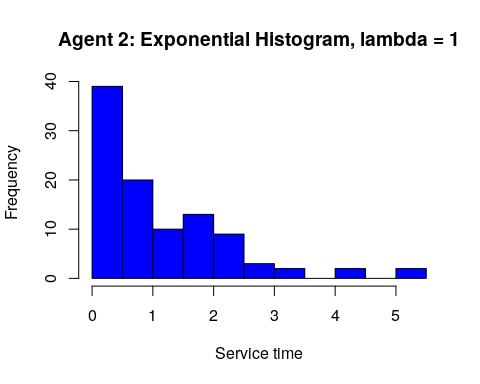 Agent 2: Exponential Histogram, lambda = 1
Frequency
40
30
20
10
0
0 1 2 3 4 5
Service time